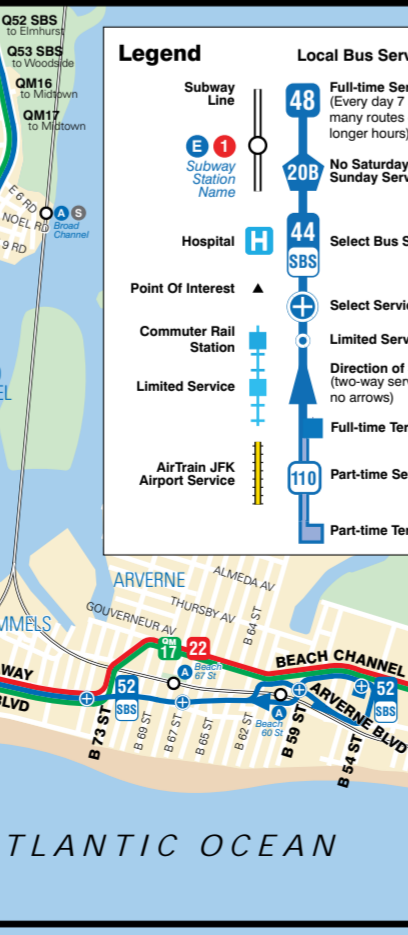 Q52 SBS
to Elmhurst
Q53 SBS
to Woodside
QM16
to Midtown
QM17
to Midtown
E 6 RD
NOEL RD
9 RD
A S
Broad
Channel
EL
Legend
Subway
Line
E 1
Subway
Station
Name
Hospital
H
Point Of Interest
Commuter Rail
Station
Limited Service
AirTrain JFK
Airport Service
Local Bus Serv
48
Full-time Ser
(Every day 7
many routes
longer hours)
20B
No Saturday
Sunday Serv
44
SBS
Select Bus S
Select Servic
Limited Serv
Direction of
(two-way serv
no arrows)
Full-time Ter
110
Part-time Se
Part-time Ter
ARVERNE
ALMEDA AV
THURSBY AV
GOUVERNEUR AV
B 64 ST
MMELS
QM
17
22
A
Beach
67 St
BEACH CHANNEL
WAY
BLVD
52
SBS
52
SBS
ARVERNE BLVD
A
Beach
60 St
B 73 ST
B 69 ST
B 67 ST
B 65 ST
B 62 ST
B 59 ST
B 54 ST
TLANTIC OCEAN